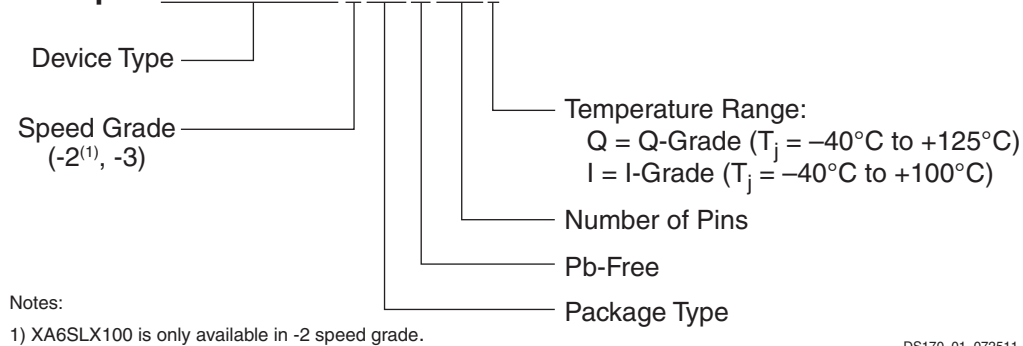 Device Type
Speed Grade
(-2(1), -3)
Temperature Range:
Q = Q-Grade (Tj = –40°C to +125°C)
I = I-Grade (Tj = –40°C to +100°C)
Number of Pins
Pb-Free
Package Type
Notes:
1) XA6SLX100 is only available in -2 speed grade.